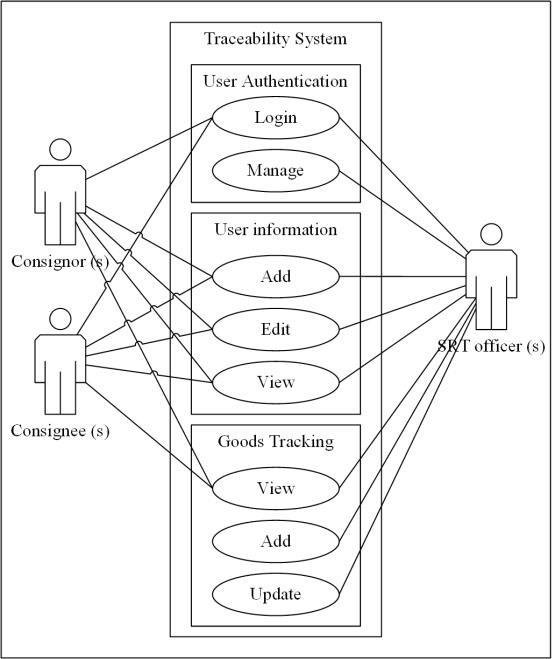 Traceability System
User Authentication
Login
Manage
Consignor (s)
User information
Add
Edit
View
SRT officer (s)
Consignee (s)
Goods Tracking
View
Add
Update